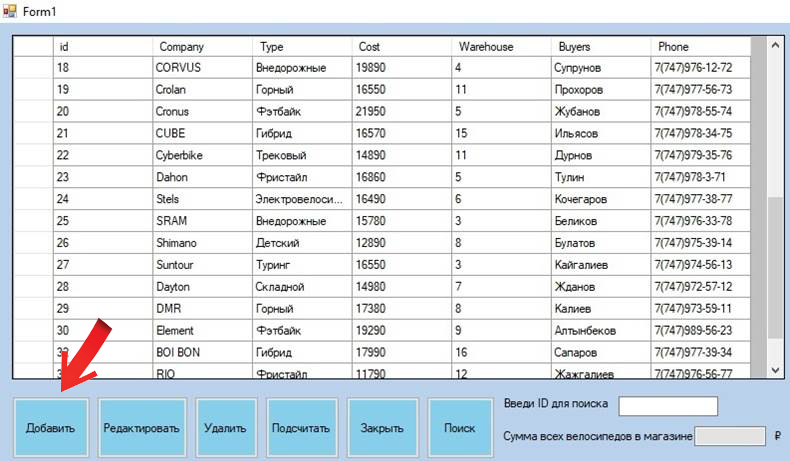 Form1
id Company Type Cost Warehouse Buyers Phone
18 CORVUS Внедорожные 19890 4 Супрунов 7(747)976-12-72
19 Crolan Горный 16550 11 Прохоров 7(747)977-56-73
20 Cronus Фэтбайк 21950 5 Жубанов 7(747)978-55-74
21 CUBE Гибрид 16570 15 Ильясов 7(747)978-34-75
22 Cyberbike Трековый 14890 11 Дурнов 7(747)979-35-76
23 Dahon Фристайл 16860 5 Тулин 7(747)978-3-71
24 Stels Электровелоси... 16490 6 Кочегаров 7(747)977-38-77
25 SRAM Внедорожные 15780 3 Беликов 7(747)976-33-78
26 Shimano Детский 12890 8 Булатов 7(747)975-39-14
27 Suntour Туринг 16550 3 Кайгалиев 7(747)974-56-13
28 Dayton Складной 14980 7 Жданов 7(747)972-57-12
29 DMR Горный 17380 8 Калиев 7(747)973-59-11
30 Element Фэтбайк 19290 9 Алтынбеков 7(747)989-56-23
BOI BON Гибрид 17990 16 Сапаров 7(747)977-39-34
RIO Фристайл 11790 12 Жажгалиев 7(747)976-56-77
Добавить Редактировать Удалить Подсчитать Закрыть Поиск
Введи ID для поиска
Сумма всех велосипедов в магазине ₽